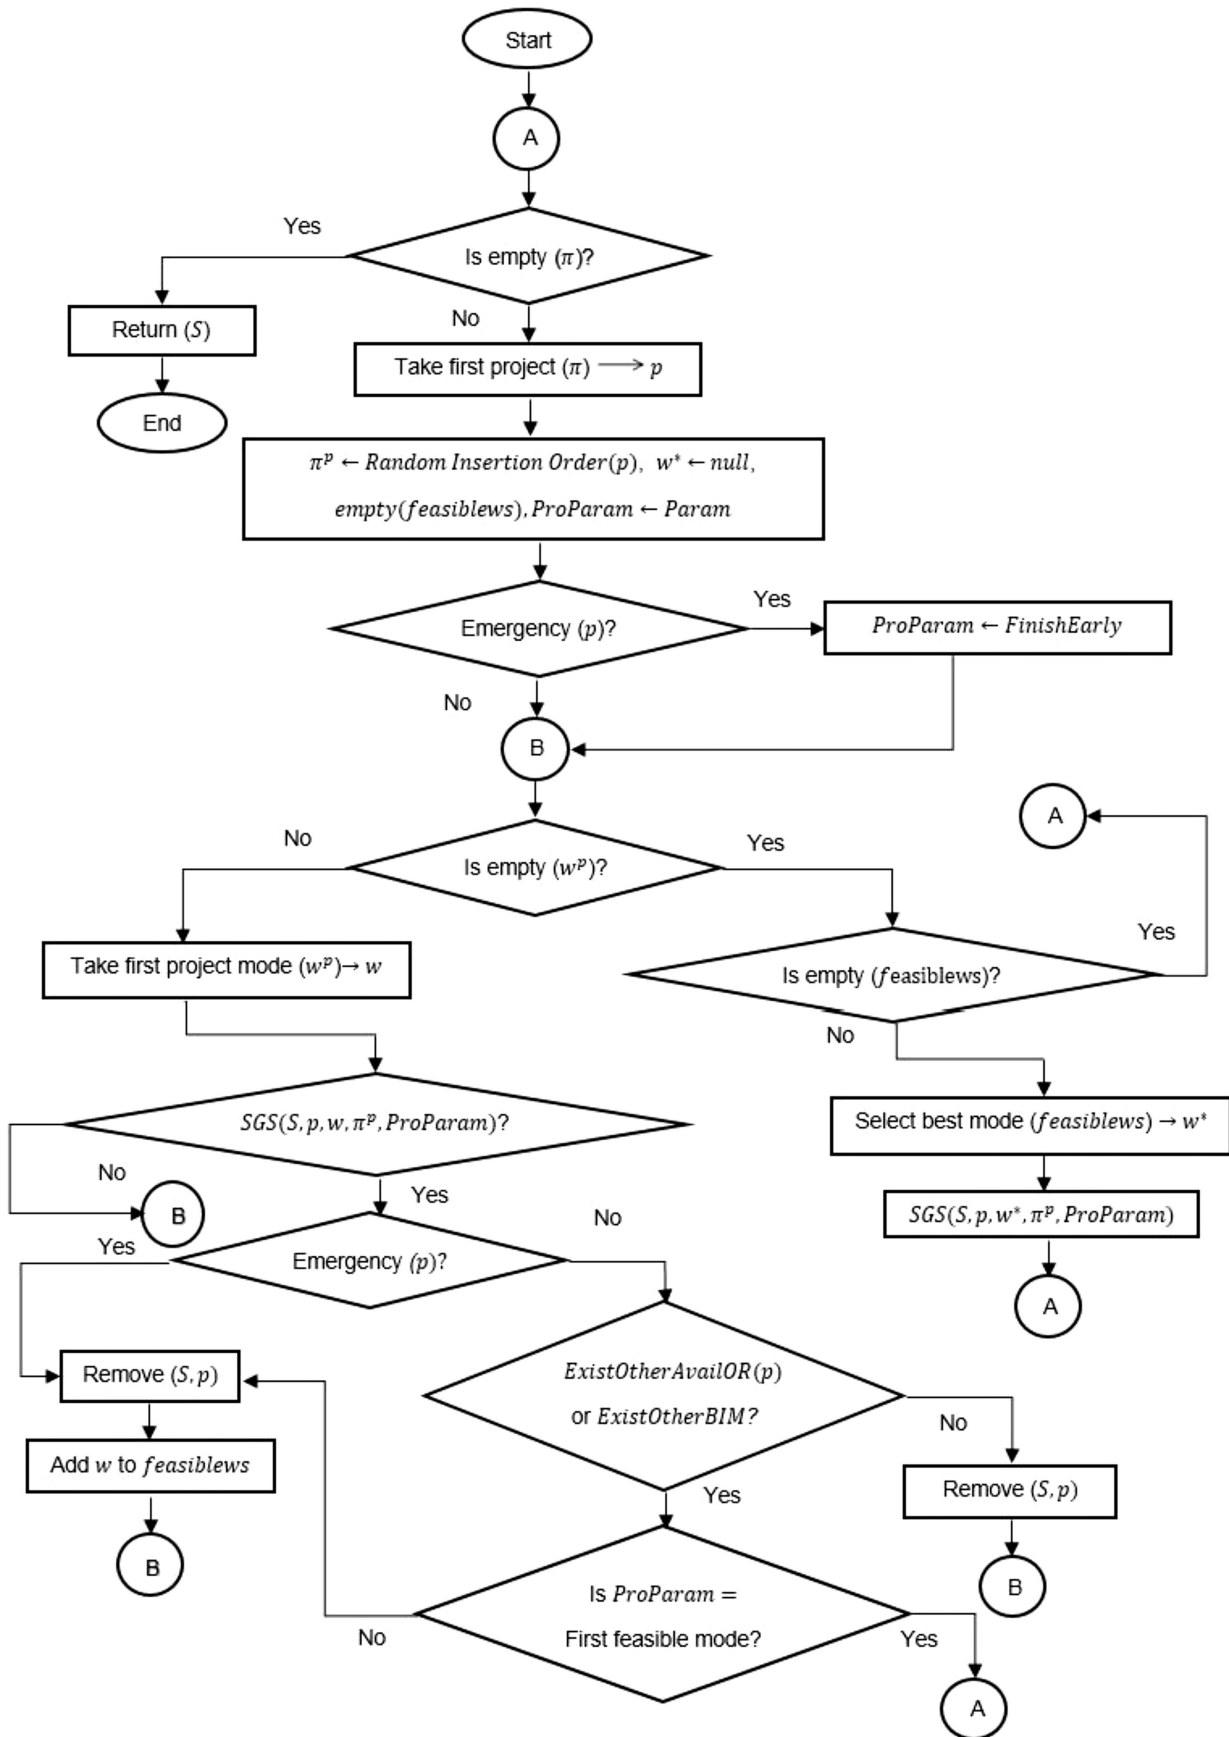 Start
A
Yes
Is empty (π)?
Return (S)
No
Take first project (π) ⟶ p
End
π^p ← Random Insertion Order(p), w* ← null,
empty(feasiblews), ProParam ← Param
Yes
Emergency (p)?
ProParam ← FinishEarly
No
B
A
No
Yes
Is empty (w^p)?
Yes
Take first project mode (w^p)→ w
Is empty (feasiblews)?
No
SGS(S, p, w, π^p, ProParam)?
Select best mode (feasiblews) → w*
No
Yes
B
No
SGS(S, p, w*, π^p, ProParam)
Yes
Emergency (p)?
A
Remove (S, p)
ExistOtherAvailOR(p)
or ExistOtherBIM?
No
Add w to feasiblews
Yes
Remove (S, p)
B
Is ProParam =
First feasible mode?
B
No
Yes
A